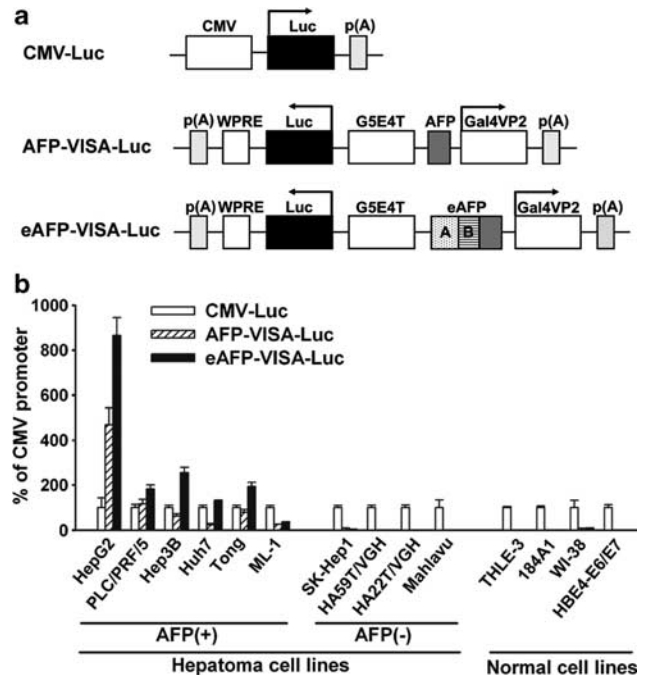 a
CMV
Luc
p(A)
CMV-Luc
p(A)
WPRE
Luc
G5E4T
AFP
Gal4VP2
p(A)
AFP-VISA-Luc
p(A)
WPRE
Luc
G5E4T
eAFP
Gal4VP2
p(A)
eAFP-VISA-Luc
A
B
b
% of CMV promoter
1000
800
600
400
200
0
CMV-Luc
AFP-VISA-Luc
eAFP-VISA-Luc
HepG2
PLC/PRF/5
Hep3B
Huh7
Tong
ML-1
SK-Hep1
HA59T/VGH
HA22T/VGH
Mahlavu
THLE-3
184A1
WI-38
HBE4-E6/E7
AFP(+)
AFP(-)
Hepatoma cell lines
Normal cell lines